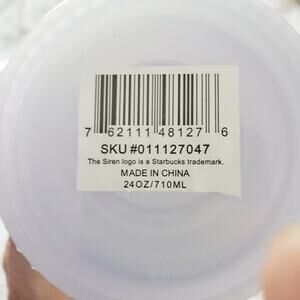 7 62111 48127 6
SKU #011127047
The Siren logo is a Starbucks trademark.
MADE IN CHINA
24OZ/710ML